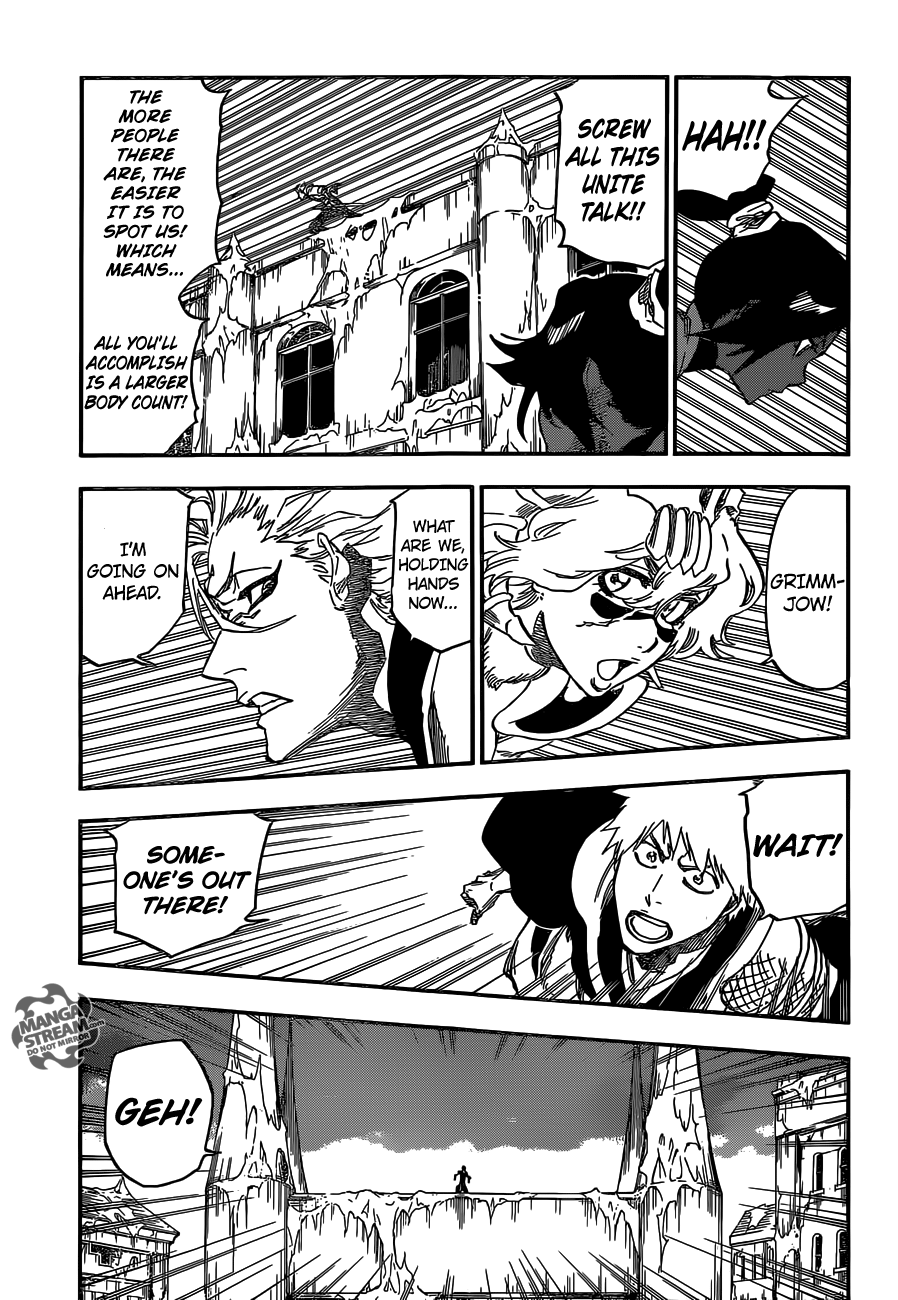 HAH!!
SCREW
ALL THIS
UNITE
TALK!!
THE
MORE
PEOPLE
THERE
ARE, THE
EASIER
IT IS TO
SPOT US!
WHICH
MEANS...
ALL YOU'LL
ACCOMPLISH
IS A LARGER
BODY COUNT!
GRIMM-
JOW!
WHAT
ARE WE,
HOLDING
HANDS
NOW...
I'M
GOING ON
AHEAD.
WAIT!
SOME-
ONE'S OUT
THERE!
MANGA
STREAM.com
DO NOT MIRROR
GEH!